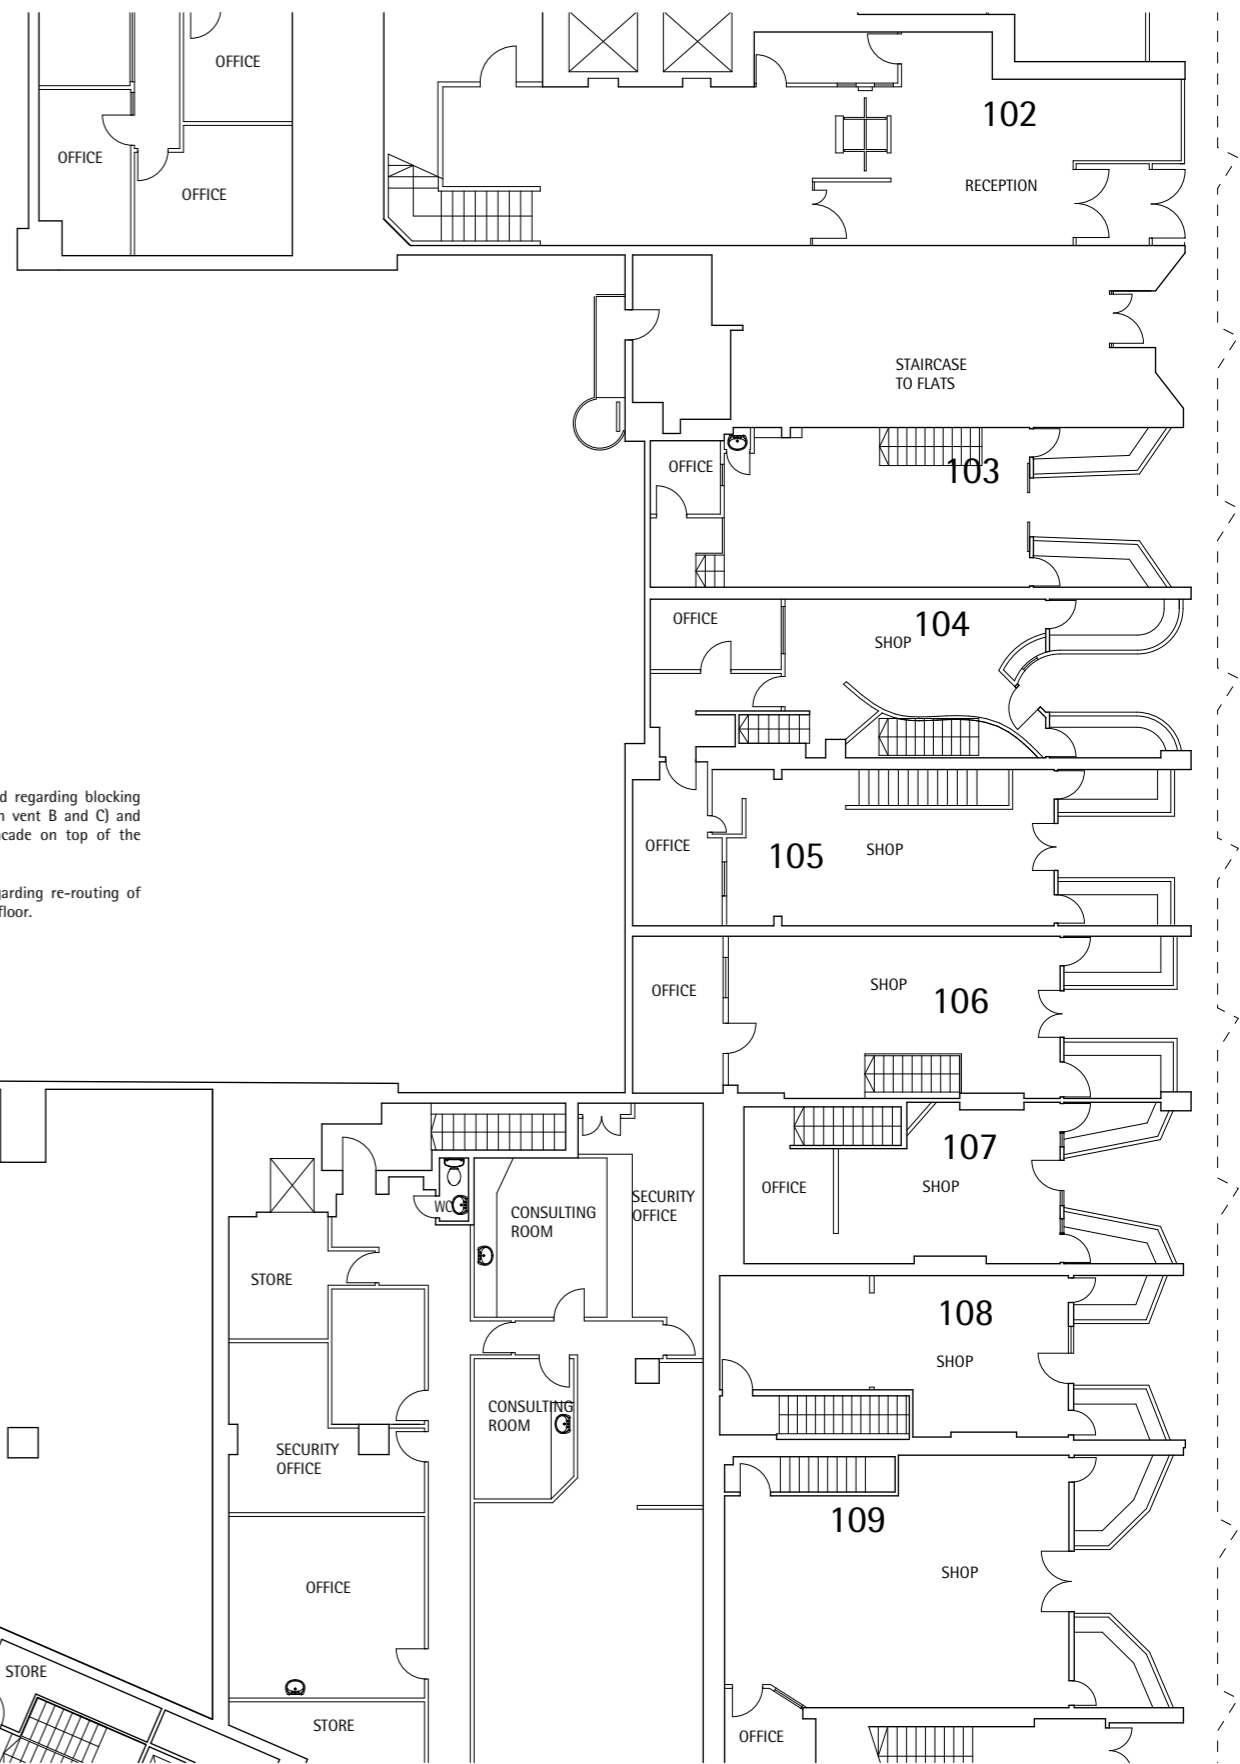 OFFICE
OFFICE
OFFICE
102
RECEPTION
STAIRCASE
TO FLATS
OFFICE
103
OFFICE
SHOP
104
d regarding blocking
vent B and C) and
on top of the
OFFICE
105
SHOP
re-routing of
floor.
OFFICE
SHOP
106
OFFICE
107
SHOP
WC
CONSULTING
ROOM
SECURITY
OFFICE
STORE
108
SHOP
CONSULTING
ROOM
SECURITY
OFFICE
109
SHOP
OFFICE
STORE
STORE
OFFICE